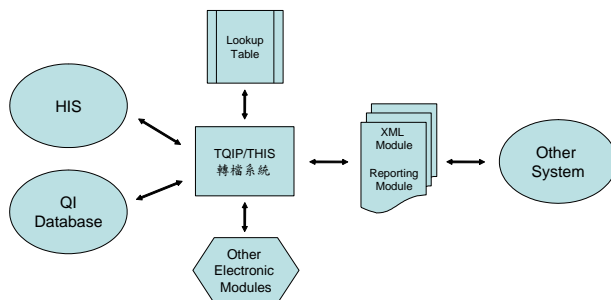 Lookup
Table
HIS
TQIP/THIS
轉檔系統
XML
Module
Reporting
Module
Other
System
QI
Database
Other
Electronic
Modules